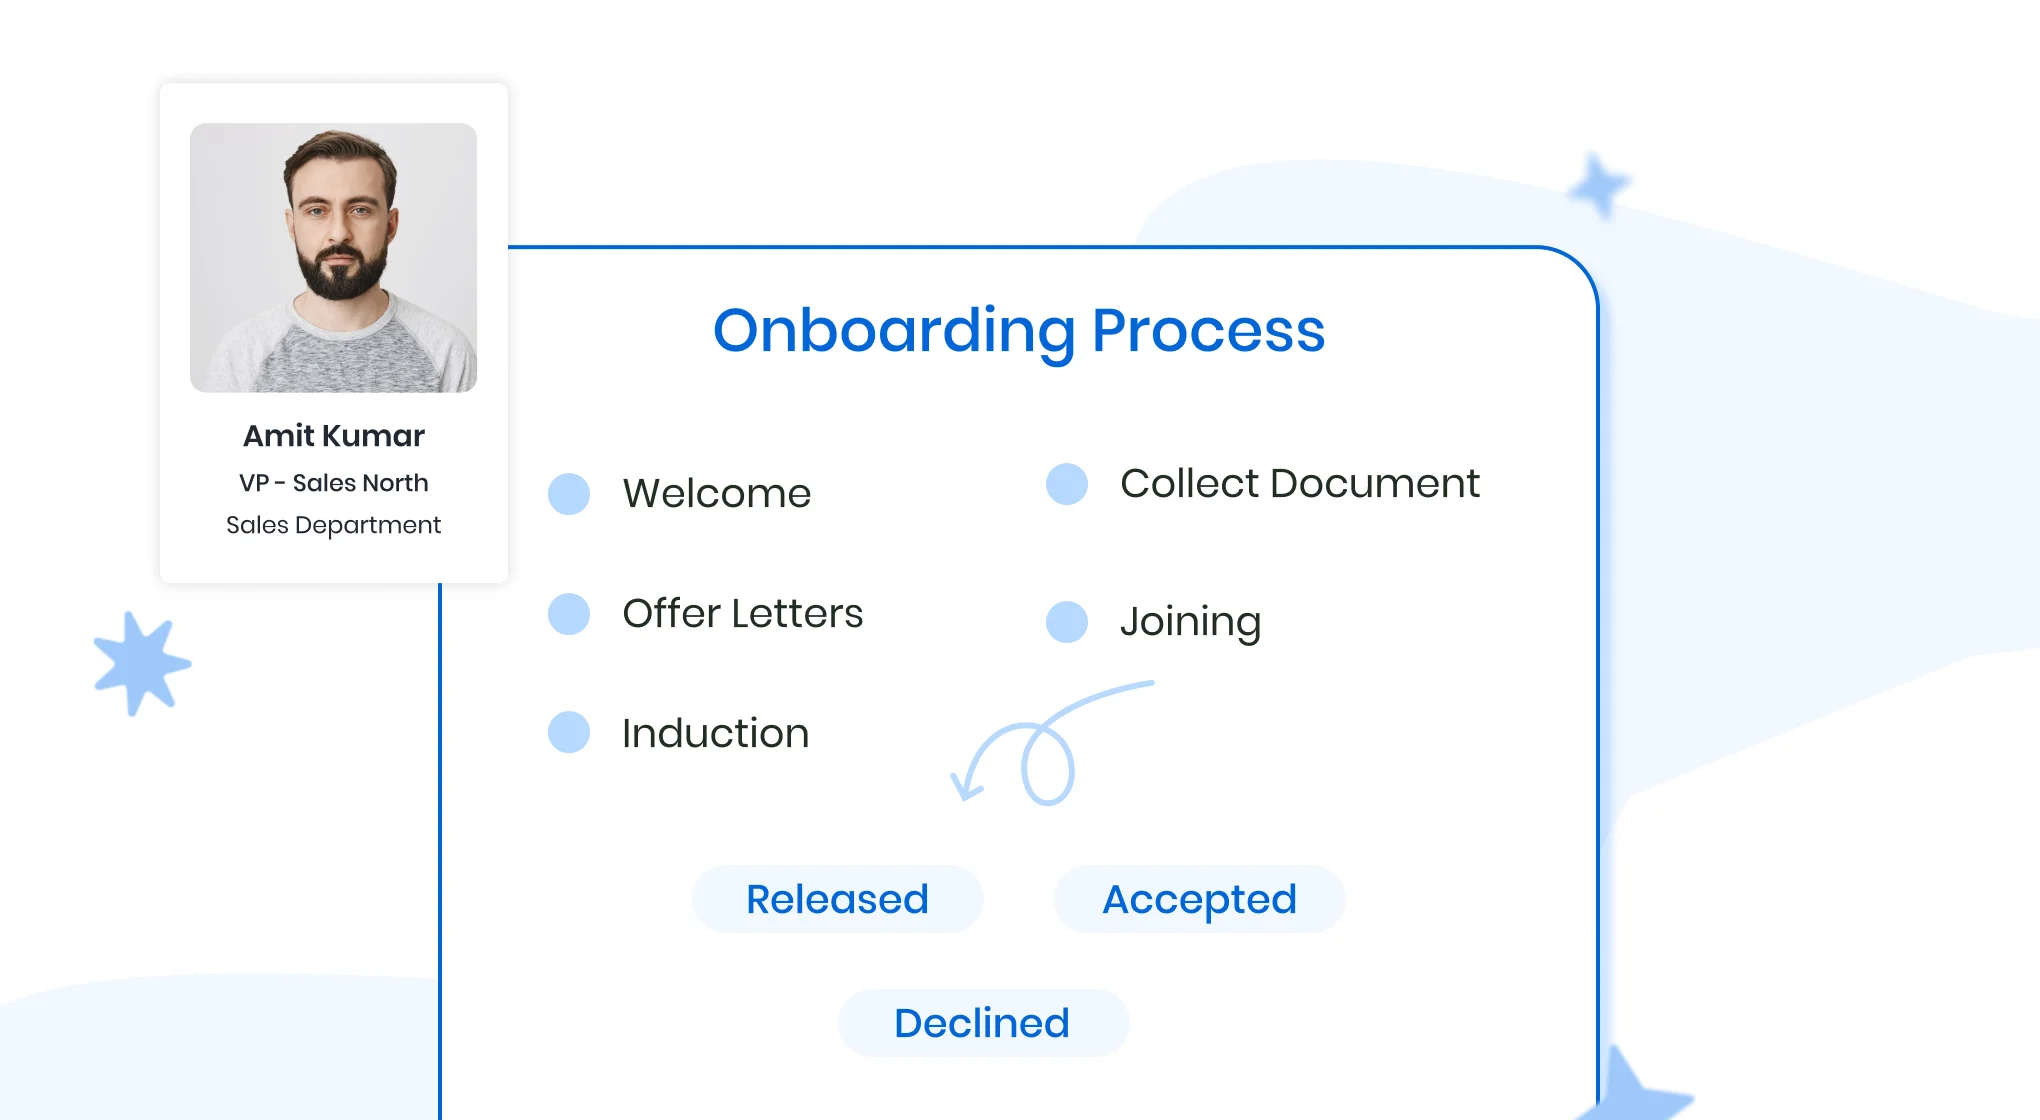 Amit Kumar
VP - Sales North
Sales Department
Onboarding Process
Welcome
Offer Letters
Induction
Collect Document
Joining
Released
Accepted
Declined